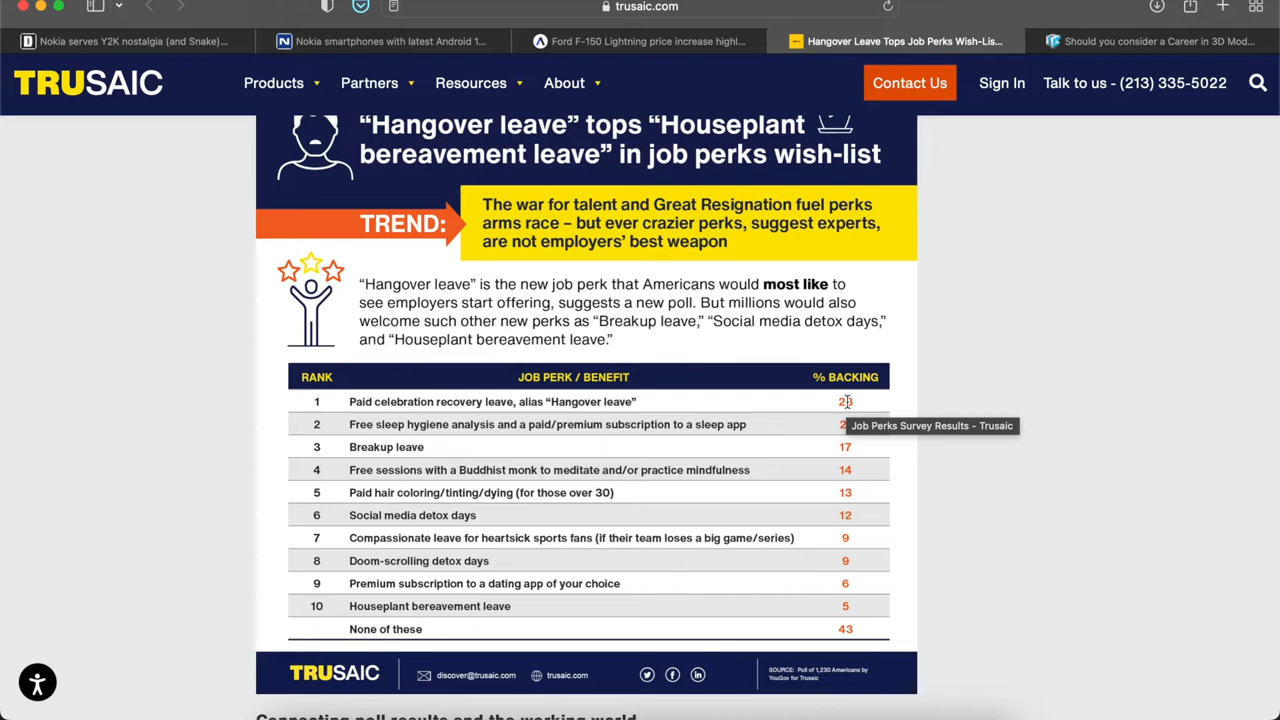 trusaic.com
Nokia serves Y2K nostalgia (and Snake)...
Nokia smartphones with latest Android 1...
Ford F-150 Lightning price increase highl...
Hangover Leave Tops Job Perks Wish-Lis...
Should you consider a Career in 3D Mod...
TRUSAIC
Products
Partners
Resources
About
Contact Us
Sign In
Talk to us - (213) 335-5022
“Hangover leave” tops “Houseplant
bereavement leave” in job perks wish-list
TREND:
The war for talent and Great Resignation fuel perks
arms race – but ever crazier perks, suggest experts,
are not employers’ best weapon
“Hangover leave” is the new job perk that Americans would most like to
see employers start offering, suggests a new poll. But millions would also
welcome such other new perks as “Breakup leave,” “Social media detox days,”
and “Houseplant bereavement leave.”
RANK JOB PERK / BENEFIT % BACKING
1 Paid celebration recovery leave, alias “Hangover leave”
2 Free sleep hygiene analysis and a paid/premium subscription to a sleep app
Job Perks Survey Results - Trusaic
3 Breakup leave 17
4 Free sessions with a Buddhist monk to meditate and/or practice mindfulness 14
5 Paid hair coloring/tinting/dying (for those over 30) 13
6 Social media detox days 12
7 Compassionate leave for heartsick sports fans (if their team loses a big game/series) 9
8 Doom-scrolling detox days 9
9 Premium subscription to a dating app of your choice 6
10 Houseplant bereavement leave 5
None of these 43
TRUSAIC
discover@trusaic.com
trusaic.com
SOURCE: Poll of 1,230 Americans by
YouGov for Trusaic
Connecting poll results and the working world